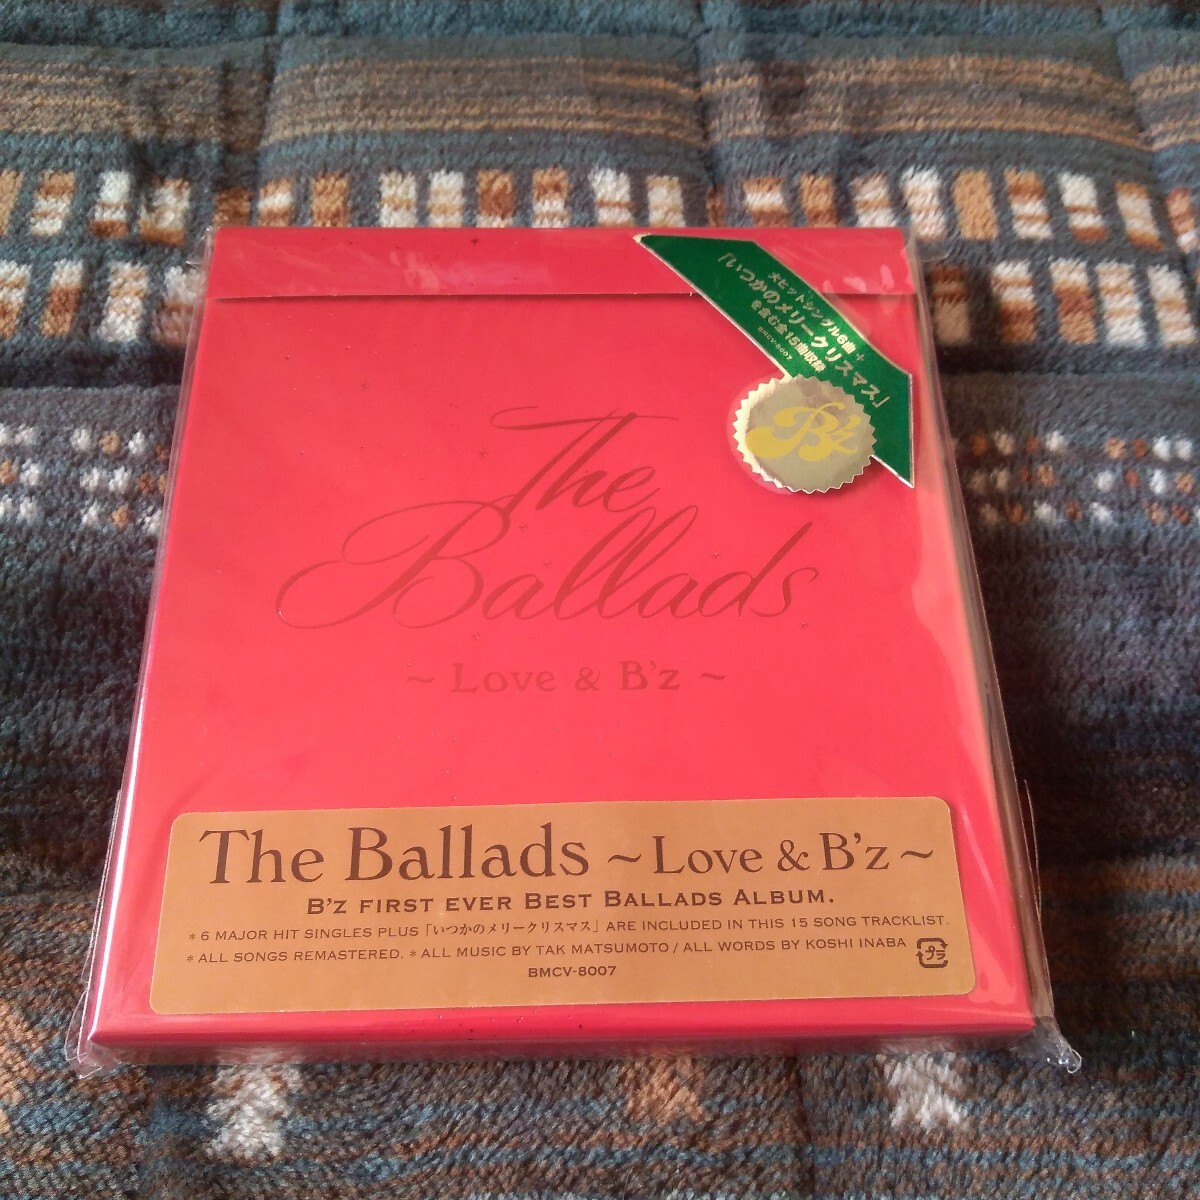 大ヒットシングル6曲+
「いつかのメリークリスマス」
を含む全15曲収録
BMCV-8007
B'z
The
Ballads
~ Love & B'z ~
The Ballads ~ Love & B'z ~
B'z FIRST EVER BEST BALLADS ALBUM.
* 6 MAJOR HIT SINGLES PLUS「いつかのメリークリスマス」ARE INCLUDED IN THIS 15 SONG TRACKLIST.
* ALL SONGS REMASTERED. * ALL MUSIC BY TAK MATSUMOTO / ALL WORDS BY KOSHI INABA
プラ
BMCV-8007